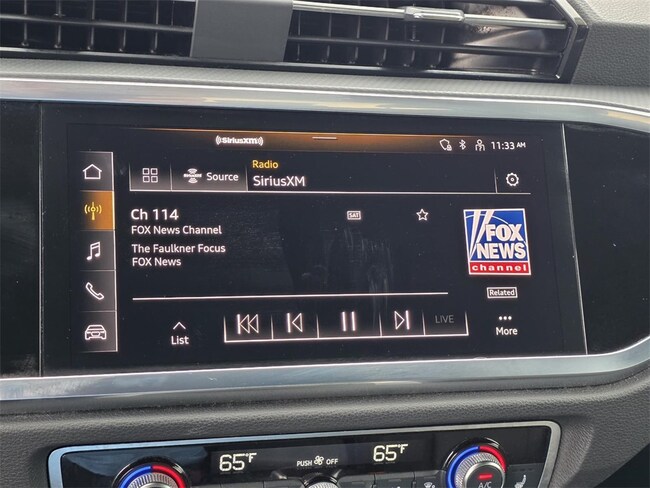 ((SiriusXM))
11:33 AM
Radio
Source
SiriusXM
Ch 114
SAT
FOX News Channel
The Faulkner Focus
FOX News
FOX
NEWS
channel
Related
LIVE
List
More
65°F
PUSH OFF
65°F